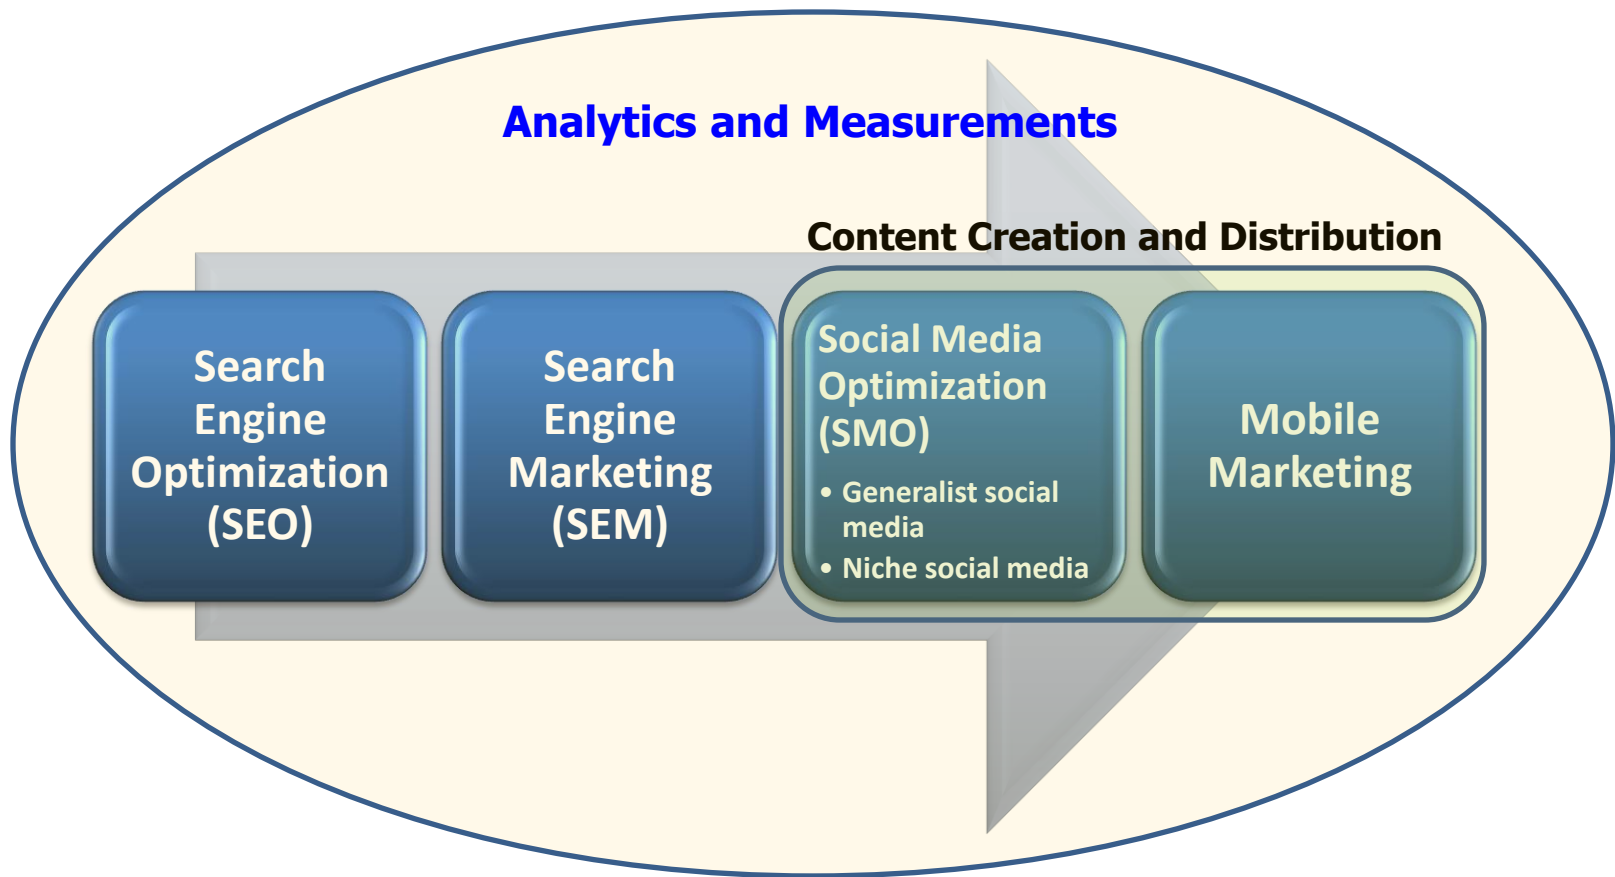 Analytics and Measurements
Content Creation and Distribution
Search
Engine
Optimization
(SEO)
Search
Engine
Marketing
(SEM)
Social Media
Optimization
(SMO)
• Generalist social
media
• Niche social media
Mobile
Marketing